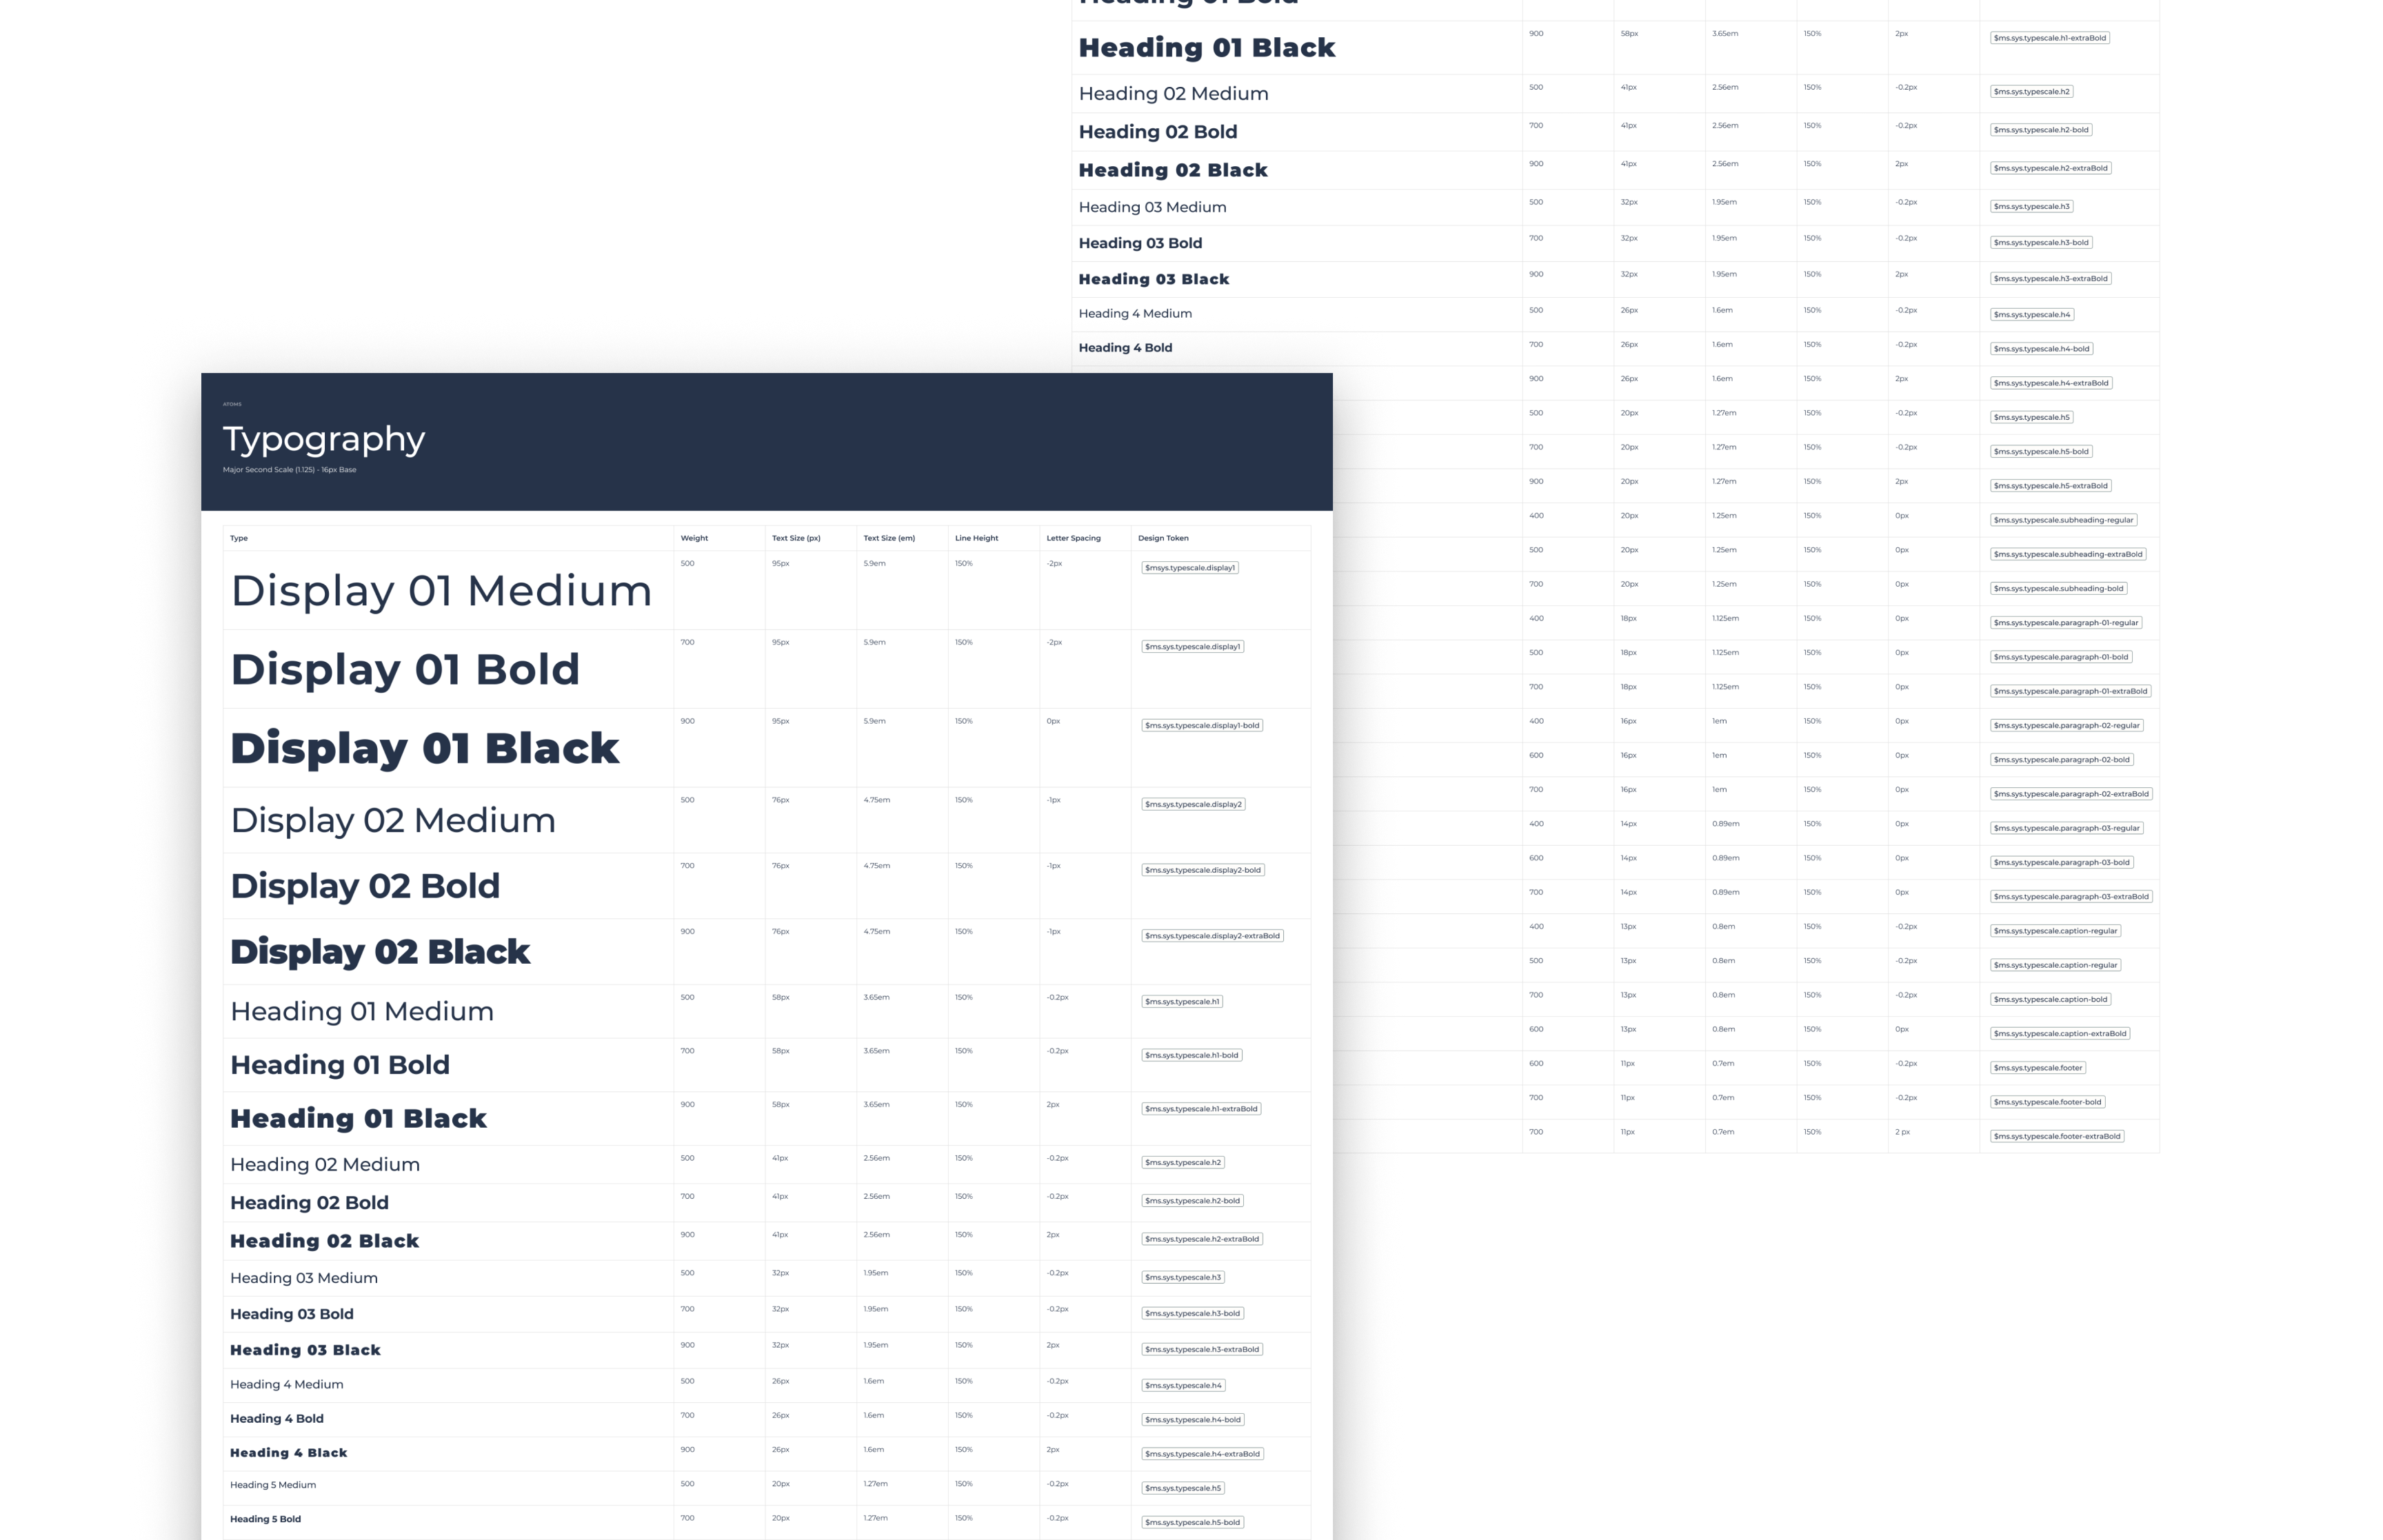 Heading 01 Bold
Heading 01 Black 900 58px 3.65em 150% 2px $ms.sys.typescale.h1-extraBold
Heading 02 Medium 500 41px 2.56em 150% -0.2px $ms.sys.typescale.h2
Heading 02 Bold 700 41px 2.56em 150% -0.2px $ms.sys.typescale.h2-bold
Heading 02 Black 900 41px 2.56em 150% 2px $ms.sys.typescale.h2-extraBold
Heading 03 Medium 500 32px 1.95em 150% -0.2px $ms.sys.typescale.h3
Heading 03 Bold 700 32px 1.95em 150% -0.2px $ms.sys.typescale.h3-bold
Heading 03 Black 900 32px 1.95em 150% 2px $ms.sys.typescale.h3-extraBold
Heading 4 Medium 500 26px 1.6em 150% -0.2px $ms.sys.typescale.h4
Heading 4 Bold 700 26px 1.6em 150% -0.2px $ms.sys.typescale.h4-bold
900 26px 1.6em 150% 2px $ms.sys.typescale.h4-extraBold
500 20px 1.27em 150% -0.2px $ms.sys.typescale.h5
700 20px 1.27em 150% -0.2px $ms.sys.typescale.h5-bold
900 20px 1.27em 150% 2px $ms.sys.typescale.h5-extraBold
400 20px 1.25em 150% 0px $ms.sys.typescale.subheading-regular
500 20px 1.25em 150% 0px $ms.sys.typescale.subheading-extraBold
700 20px 1.25em 150% 0px $ms.sys.typescale.subheading-bold
400 18px 1.125em 150% 0px $ms.sys.typescale.paragraph-01-regular
500 18px 1.125em 150% 0px $ms.sys.typescale.paragraph-01-bold
700 18px 1.125em 150% 0px $ms.sys.typescale.paragraph-01-extraBold
400 16px 1em 150% 0px $ms.sys.typescale.paragraph-02-regular
600 16px 1em 150% 0px $ms.sys.typescale.paragraph-02-bold
700 16px 1em 150% 0px $ms.sys.typescale.paragraph-02-extraBold
400 14px 0.89em 150% 0px $ms.sys.typescale.paragraph-03-regular
600 14px 0.89em 150% 0px $ms.sys.typescale.paragraph-03-bold
700 14px 0.89em 150% 0px $ms.sys.typescale.paragraph-03-extraBold
400 13px 0.8em 150% -0.2px $ms.sys.typescale.caption-regular
500 13px 0.8em 150% -0.2px $ms.sys.typescale.caption-regular
700 13px 0.8em 150% -0.2px $ms.sys.typescale.caption-bold
600 13px 0.8em 150% 0px $ms.sys.typescale.caption-extraBold
600 11px 0.7em 150% -0.2px $ms.sys.typescale.footer
700 11px 0.7em 150% -0.2px $ms.sys.typescale.footer-bold
700 11px 0.7em 150% 2 px $ms.sys.typescale.footer-extraBold
ATOMS
Typography
Major Second Scale (1.125) - 16px Base
Type Weight Text Size (px) Text Size (em) Line Height Letter Spacing Design Token
Display 01 Medium 500 95px 5.9em 150% -2px $msys.typescale.display1
Display 01 Bold 700 95px 5.9em 150% -2px $ms.sys.typescale.display1
Display 01 Black 900 95px 5.9em 150% 0px $ms.sys.typescale.display1-bold
Display 02 Medium 500 76px 4.75em 150% -1px $ms.sys.typescale.display2
Display 02 Bold 700 76px 4.75em 150% -1px $ms.sys.typescale.display2-bold
Display 02 Black 900 76px 4.75em 150% -1px $ms.sys.typescale.display2-extraBold
Heading 01 Medium 500 58px 3.65em 150% -0.2px $ms.sys.typescale.h1
Heading 01 Bold 700 58px 3.65em 150% -0.2px $ms.sys.typescale.h1-bold
Heading 01 Black 900 58px 3.65em 150% 2px $ms.sys.typescale.h1-extraBold
Heading 02 Medium 500 41px 2.56em 150% -0.2px $ms.sys.typescale.h2
Heading 02 Bold 700 41px 2.56em 150% -0.2px $ms.sys.typescale.h2-bold
Heading 02 Black 900 41px 2.56em 150% 2px $ms.sys.typescale.h2-extraBold
Heading 03 Medium 500 32px 1.95em 150% -0.2px $ms.sys.typescale.h3
Heading 03 Bold 700 32px 1.95em 150% -0.2px $ms.sys.typescale.h3-bold
Heading 03 Black 900 32px 1.95em 150% 2px $ms.sys.typescale.h3-extraBold
Heading 4 Medium 500 26px 1.6em 150% -0.2px $ms.sys.typescale.h4
Heading 4 Bold 700 26px 1.6em 150% -0.2px $ms.sys.typescale.h4-bold
Heading 4 Black 900 26px 1.6em 150% 2px $ms.sys.typescale.h4-extraBold
Heading 5 Medium 500 20px 1.27em 150% -0.2px $ms.sys.typescale.h5
Heading 5 Bold 700 20px 1.27em 150% -0.2px $ms.sys.typescale.h5-bold